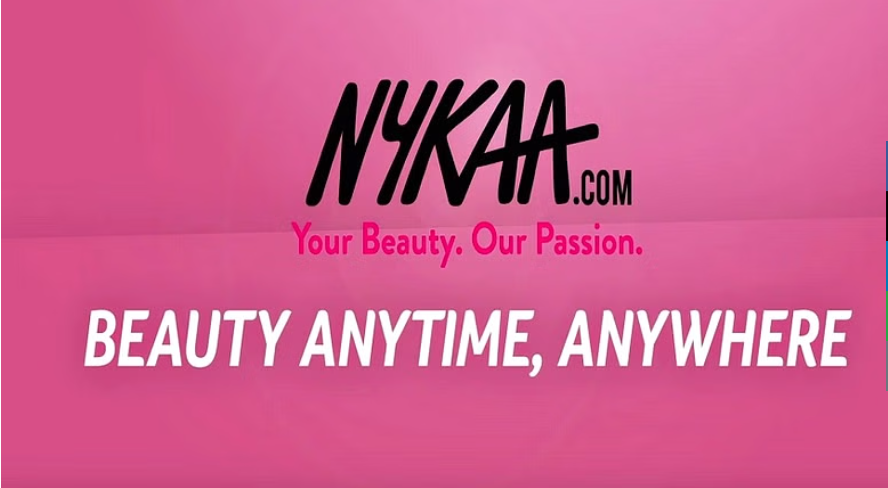 NYKAA.COM
Your Beauty. Our Passion.
BEAUTY ANYTIME, ANYWHERE